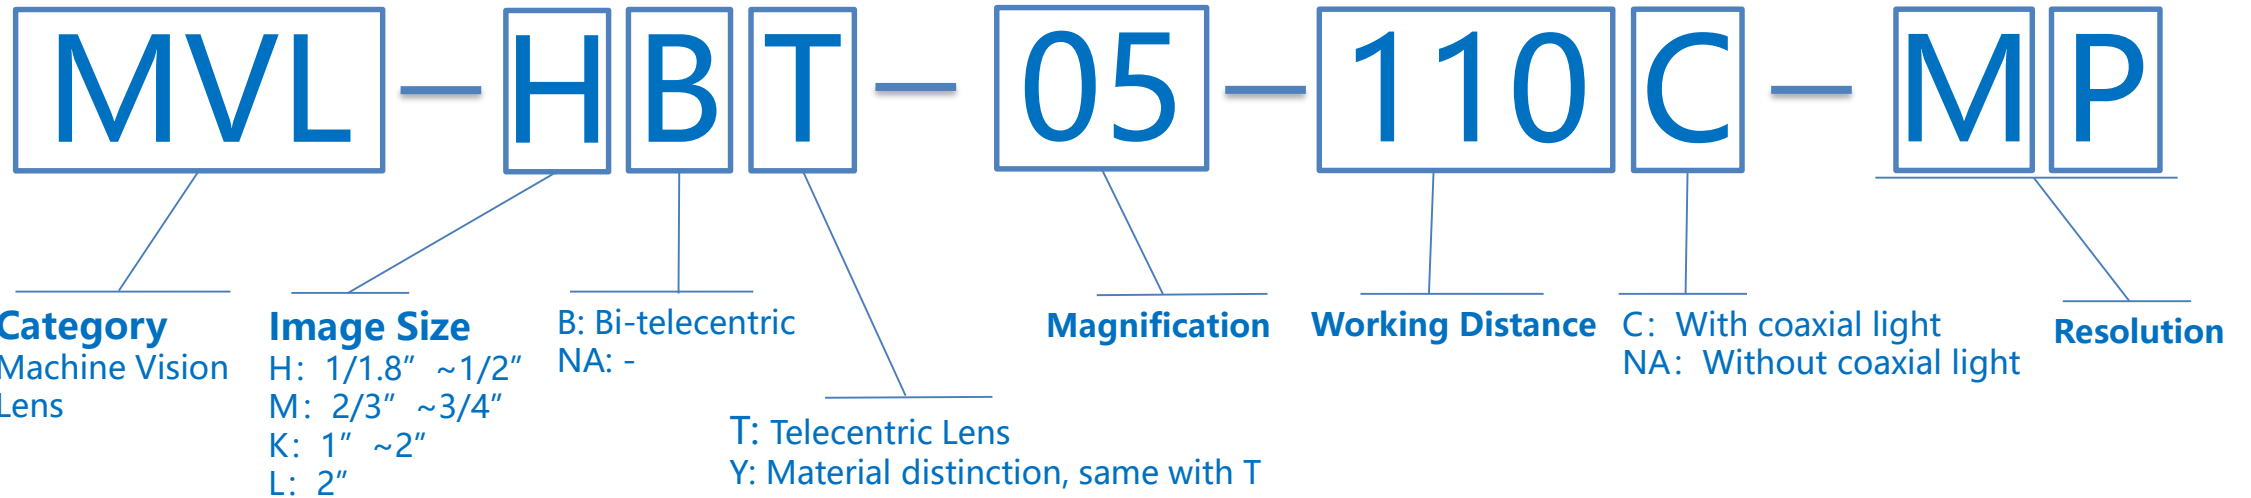 MVL — H B T — 05 — 110 C — M P
Category
Machine Vision
Lens
Image Size
H: 1/1.8″ ~1/2″
M: 2/3″ ~3/4″
K: 1″ ~2″
L: 2″
B: Bi-telecentric
NA: -
T: Telecentric Lens
Y: Material distinction, same with T
Magnification
Working Distance
C: With coaxial light
NA: Without coaxial light
Resolution